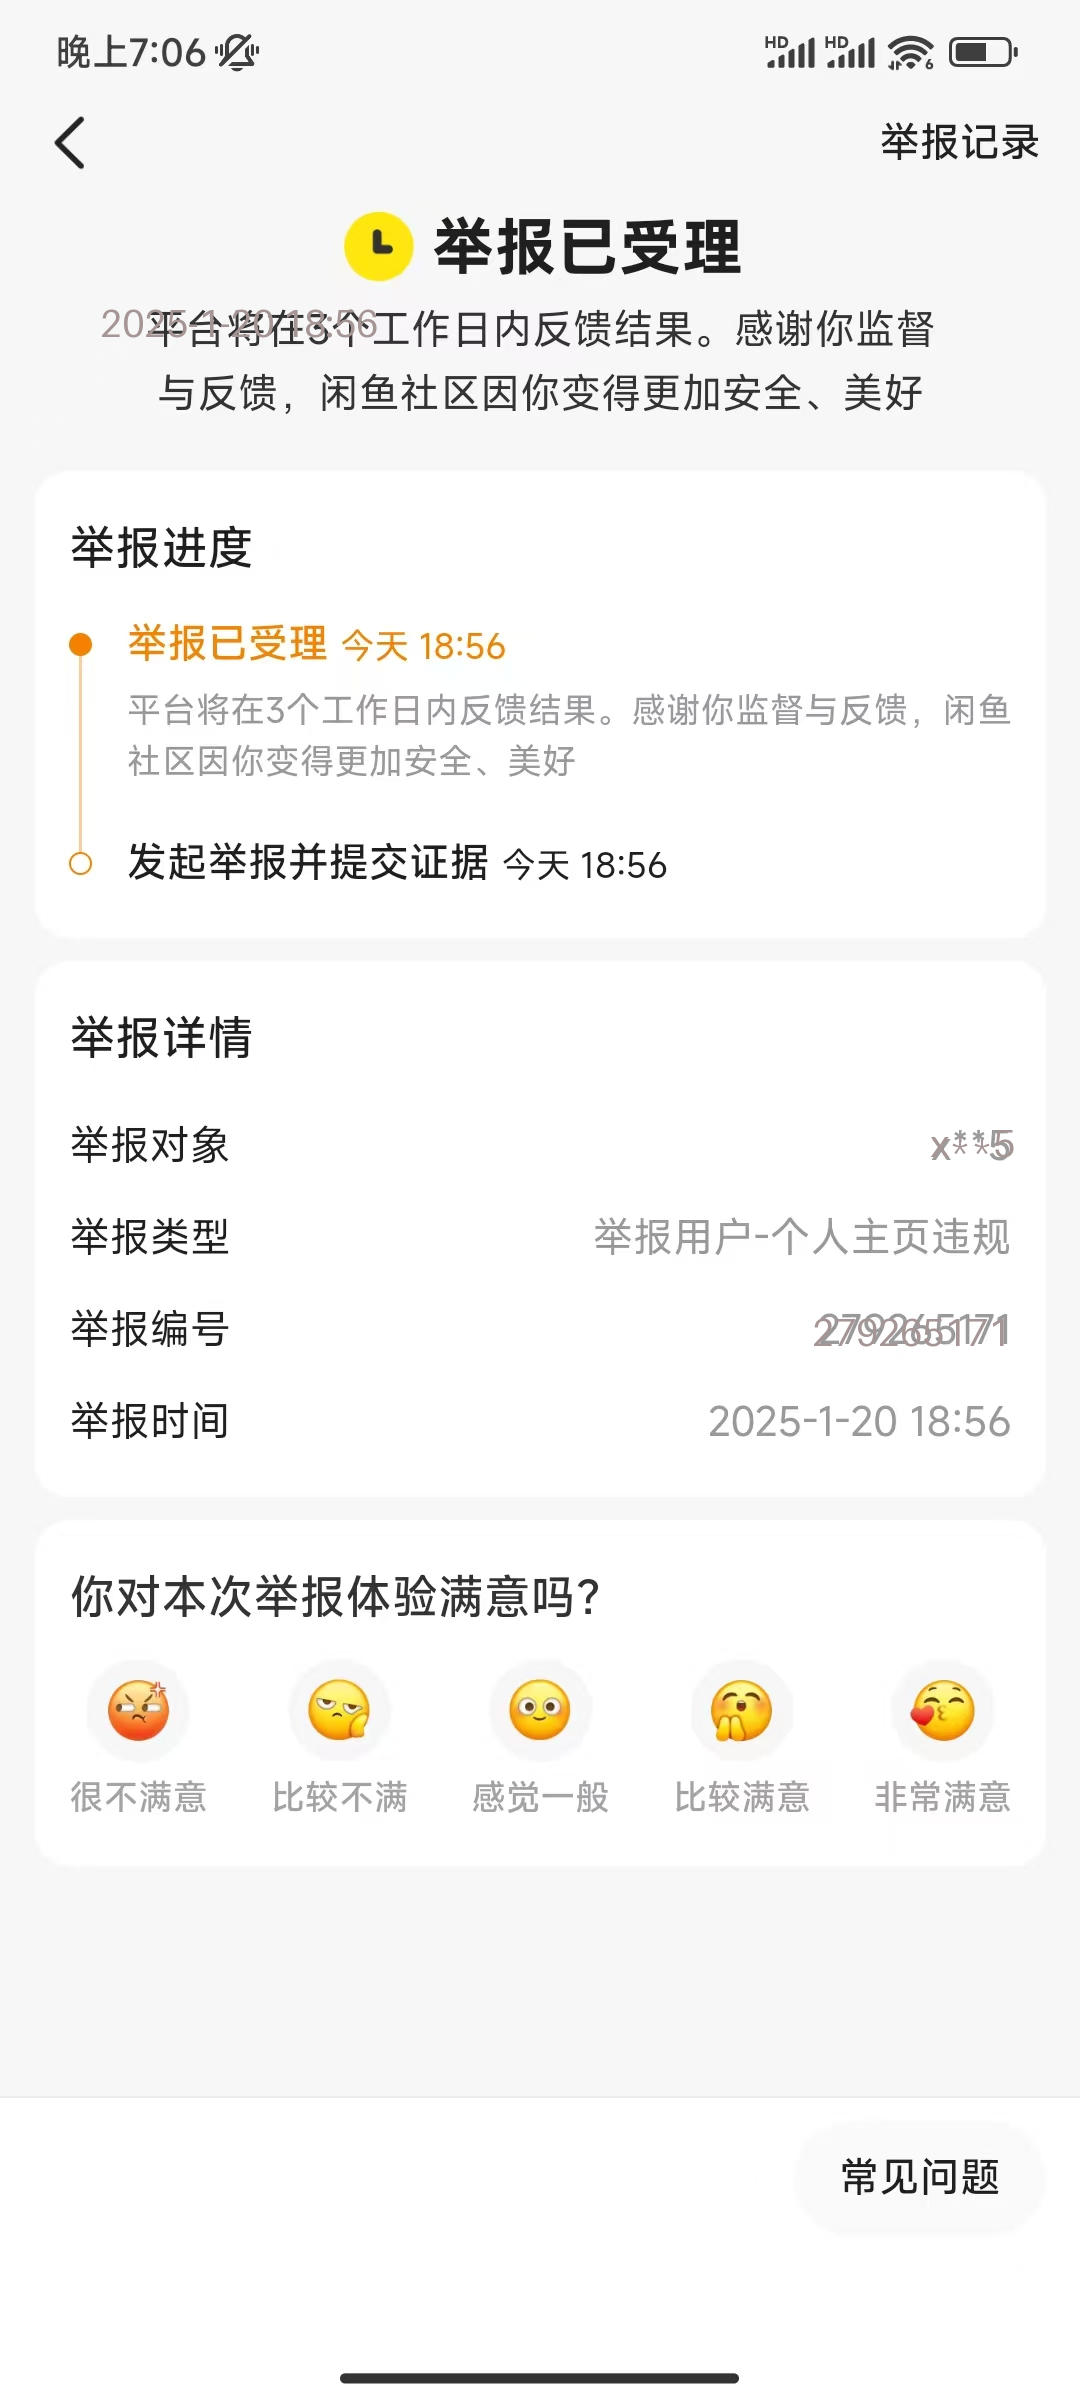 晚上7:06
HD HD 6
举报记录
举报已受理
2025-1-20 18:56
平台将在3个工作日内反馈结果。感谢你监督
与反馈，闲鱼社区因你变得更加安全、美好
举报进度
举报已受理 今天 18:56
平台将在3个工作日内反馈结果。感谢你监督与反馈，闲鱼
社区因你变得更加安全、美好
发起举报并提交证据 今天 18:56
举报详情
举报对象 x**5
举报类型 举报用户-个人主页违规
举报编号 279265171
举报时间 2025-1-20 18:56
你对本次举报体验满意吗?
很不满意 比较不满 感觉一般 比较满意 非常满意
常见问题